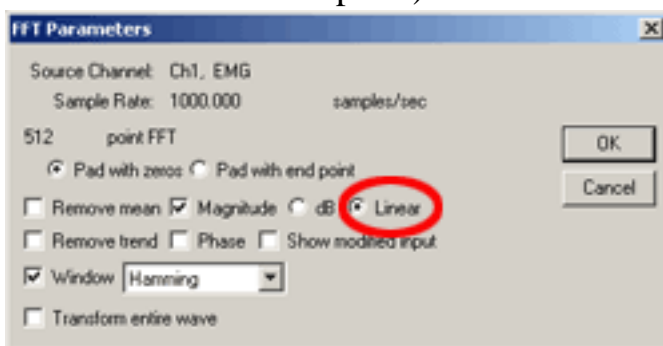 FFT Parameters
Source Channel: Ch1, EMG
Sample Rate: 1000.000 samples/sec
512 point FFT
Pad with zeros Pad with end point
OK
Remove mean Magnitude dB Linear
Cancel
Remove trend Phase Show modified input
Window Hamming
Transform entire wave